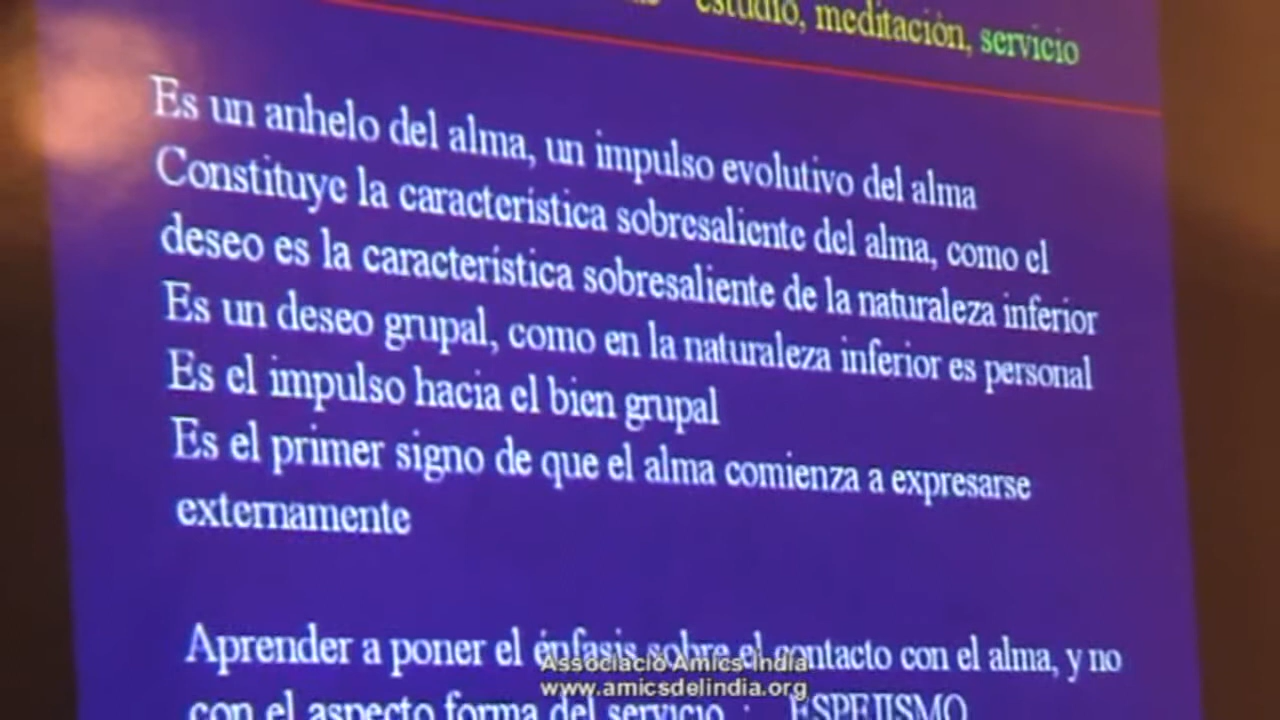 estudio, meditación, servicio
Es un anhelo del alma, un impulso evolutivo del alma
Constituye la característica sobresaliente del alma, como el
deseo es la característica sobresaliente de la naturaleza inferior
Es un deseo grupal, como en la naturaleza inferior es personal
Es el impulso hacia el bien grupal
Es el primer signo de que el alma comienza a expresarse
externamente
Aprender a poner el énfasis sobre el contacto con el alma, y no
Associació Amics India
www.amicsdelindia.org
con el aspecto forma del servicio : ESPEJISMO